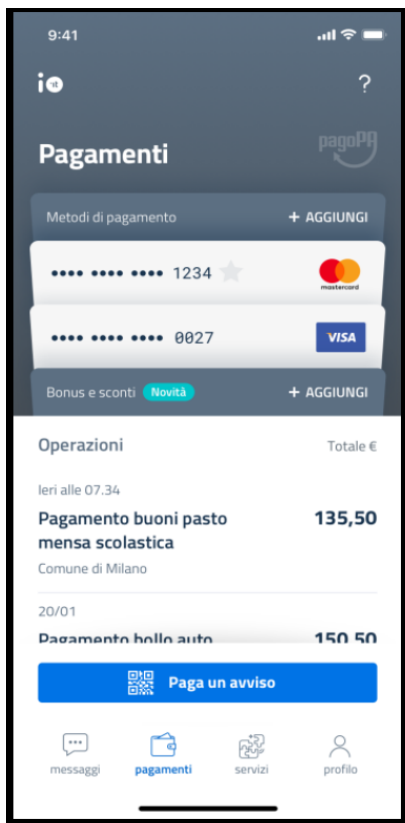 9:41
io
?
Pagamenti
pagoPA
Metodi di pagamento + AGGIUNGI
•••• •••• •••• 1234
mastercard
•••• •••• •••• 0027
VISA
Bonus e sconti Novità + AGGIUNGI
Operazioni Totale €
Ieri alle 07.34
Pagamento buoni pasto 135,50
mensa scolastica
Comune di Milano
20/01
Pagamento bollo auto 150,50
Paga un avviso
messaggi pagamenti servizi profilo